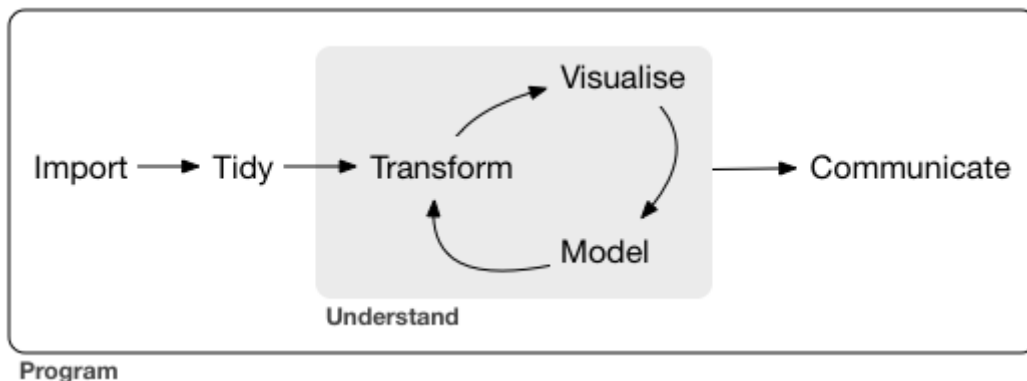 Visualise
Import Tidy Transform Communicate
Model
Understand
Program